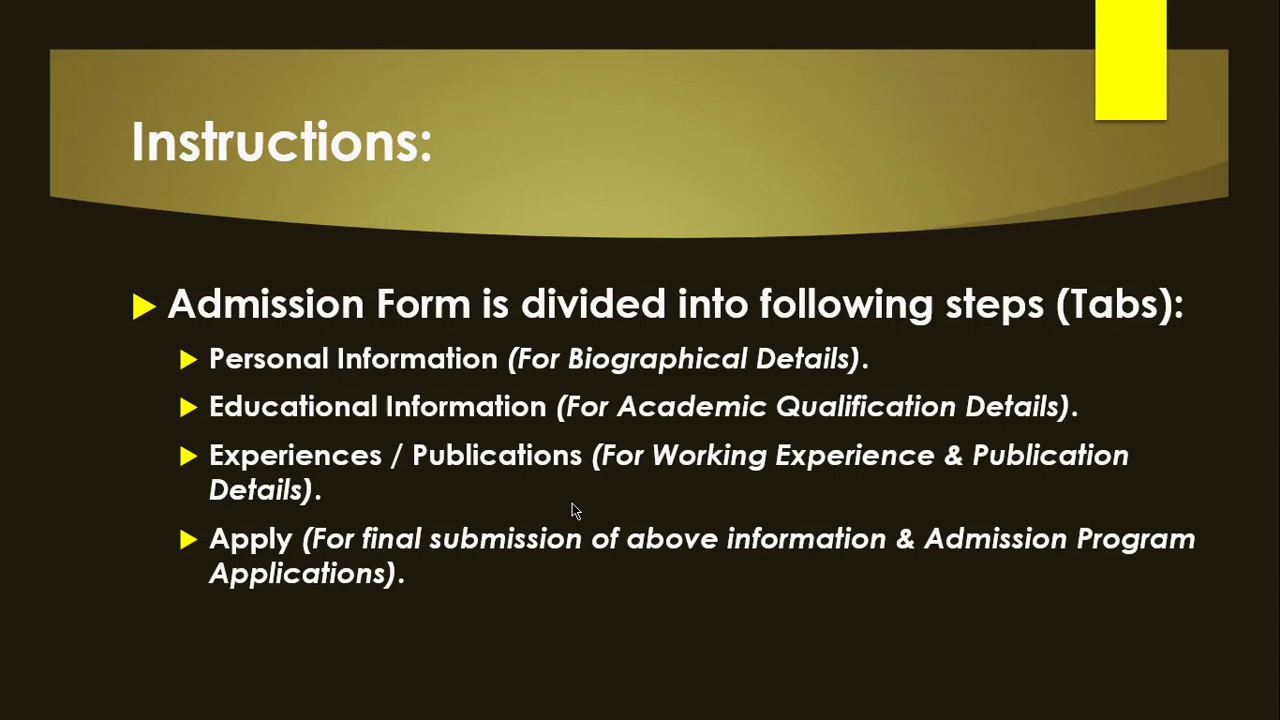 Instructions:
Admission Form is divided into following steps (Tabs):
Personal Information (For Biographical Details).
Educational Information (For Academic Qualification Details).
Experiences / Publications (For Working Experience & Publication
Details).
Apply (For final submission of above information & Admission Program
Applications).